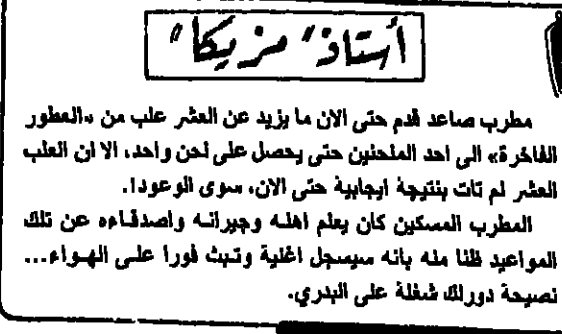 أستاذ "مزيكا"
مطرب صاعد قدم حتى الان ما يزيد عن العشر علب من «العطور
الفاخرة» الى احد الملحنين حتى يحصل على لحن واحد، الا ان العلب
العشر لم تات بنتيجة ايجابية حتى الان، سوى الوعود!.
المطرب المسكين كان يعلم اهله وجيرانه واصدقاءه عن تلك
المواعيد ظنا منه بانه سيسجل اغنية وتبث فورا على الهواء...
نصيحة دورلك شغلة على البدري.